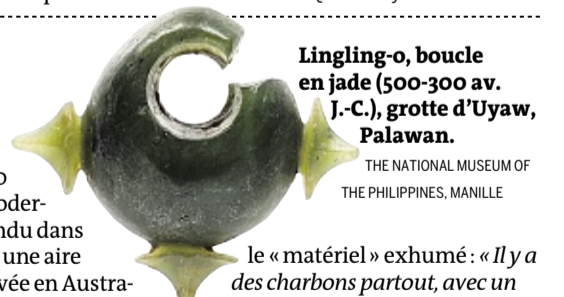 Lingling-o, boucle
en jade (500-300 av.
J.-C.), grotte d'Uyaw,
Palawan.
THE NATIONAL MUSEUM OF
THE PHILIPPINES, MANILLE
oder-
ndu dans
une aire
vée en Austra-
le « matériel » exhumé : « Il y a
des charbons partout, avec un